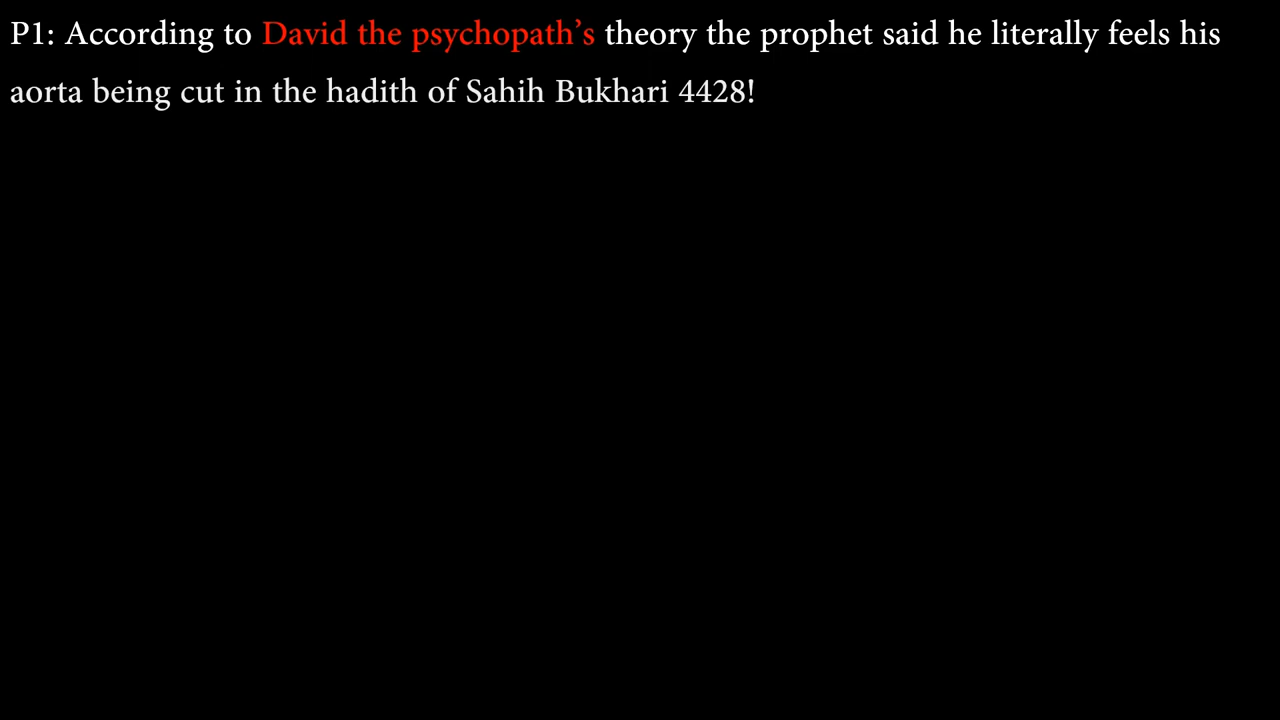 P1: According to David the psychopath’s theory the prophet said he literally feels his
aorta being cut in the hadith of Sahih Bukhari 4428!